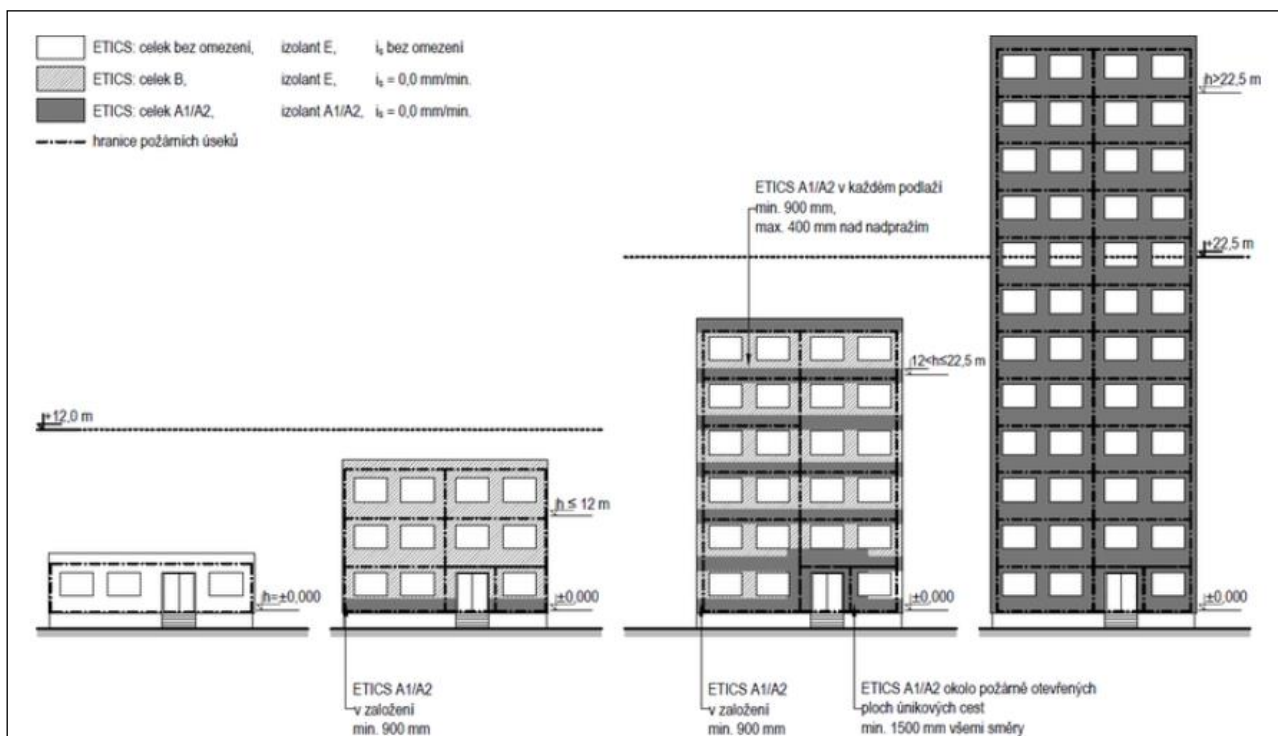 ETICS: celek bez omezení, izolant E, iₛ bez omezení
ETICS: celek B, izolant E, iₛ = 0,0 mm/min.
ETICS: celek A1/A2, izolant A1/A2, iₛ = 0,0 mm/min.
hranice požárních úseků
h>22,5 m
ETICS A1/A2 v každém podlaží
min. 900 mm,
max. 400 mm nad nadpražím
+22,5 m
12<h≤22,5 m
+12,0 m
h ≤ 12 m
h=±0,000
±0,000
±0,000
±0,000
ETICS A1/A2
v založení
min. 900 mm
ETICS A1/A2
v založení
min. 900 mm
ETICS A1/A2 okolo požárně otevřených
ploch únikových cest
min. 1500 mm všemi směry